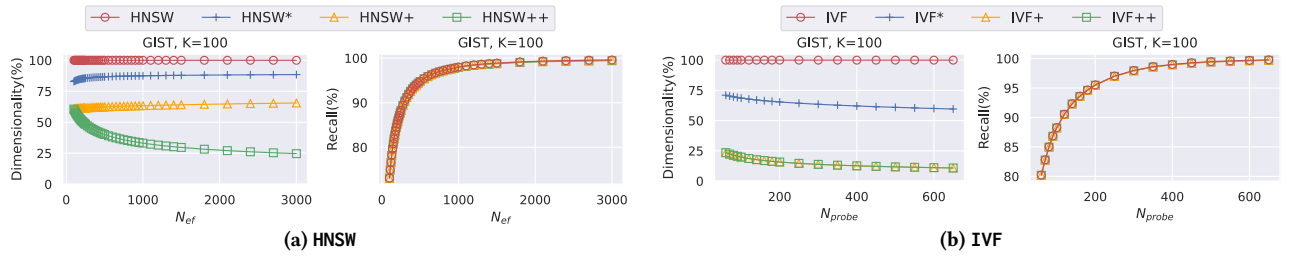 HNSW HNSW* HNSW+ HNSW++
GIST, K=100
Dimensionality(%)
100
75
50
25
0
0 1000 2000 3000
N_ef
GIST, K=100
Recall(%)
100
90
80
0 1000 2000 3000
N_ef
(a) HNSW
IVF IVF* IVF+ IVF++
GIST, K=100
Dimensionality(%)
100
75
50
25
0
200 400 600
N_probe
GIST, K=100
Recall(%)
100
95
90
85
80
200 400 600
N_probe
(b) IVF